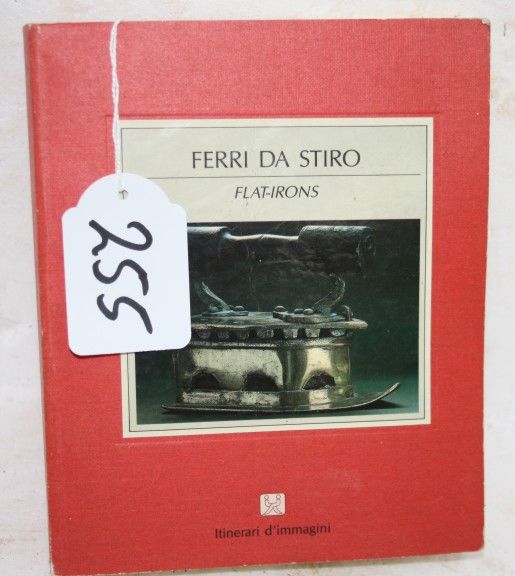 FERRI DA STIRO
FLAT-IRONS
255
Itinerari d'immagini